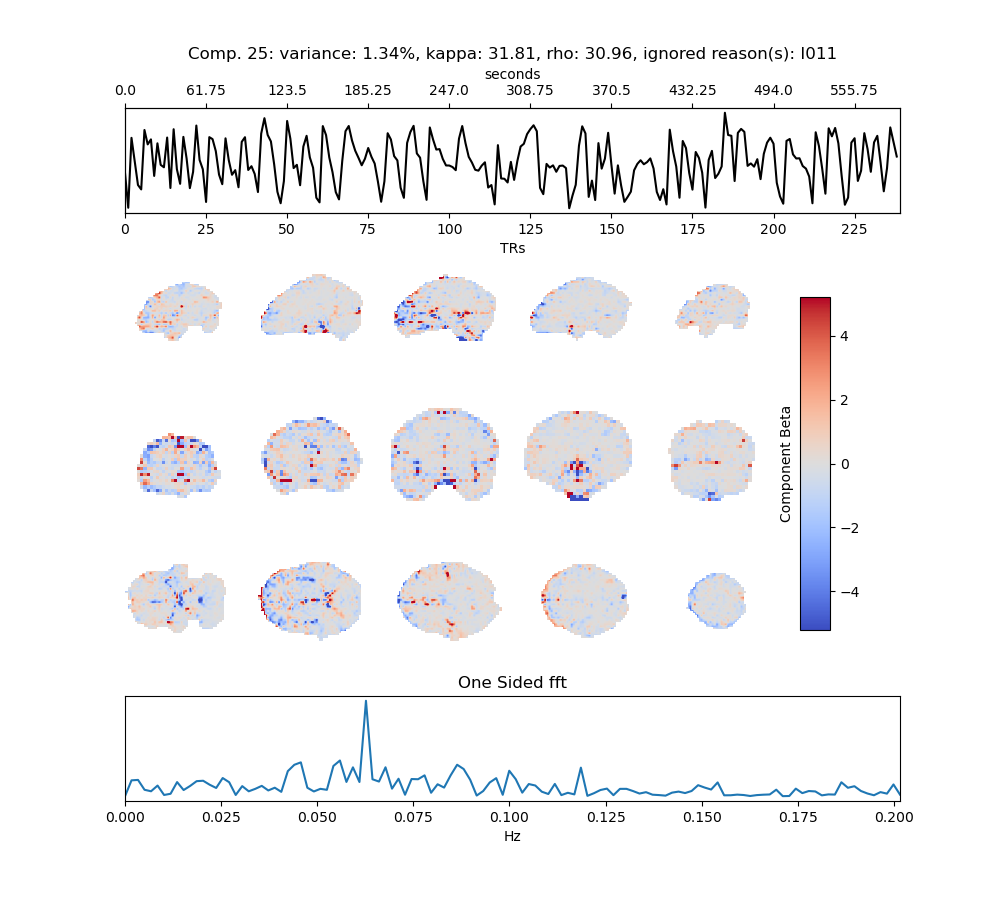 Comp. 25: variance: 1.34%, kappa: 31.81, rho: 30.96, ignored reason(s): I011
seconds
0.0 61.75 123.5 185.25 247.0 308.75 370.5 432.25 494.0 555.75
0 25 50 75 100 125 150 175 200 225
TRs
4
2
0
−2
−4
Component Beta
One Sided fft
0.000 0.025 0.050 0.075 0.100 0.125 0.150 0.175 0.200
Hz